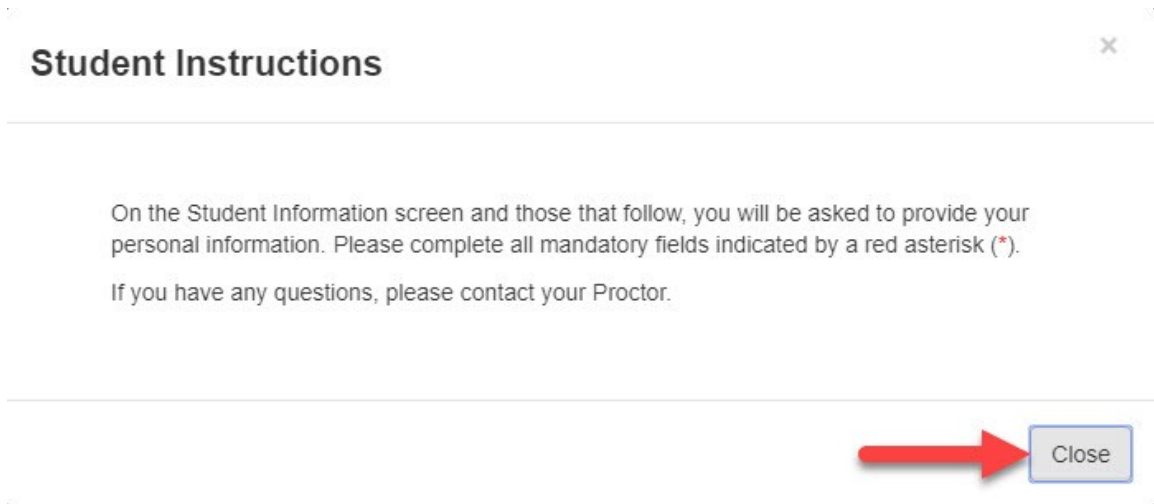 Student Instructions
×
On the Student Information screen and those that follow, you will be asked to provide your
personal information. Please complete all mandatory fields indicated by a red asterisk (*).
If you have any questions, please contact your Proctor.
Close